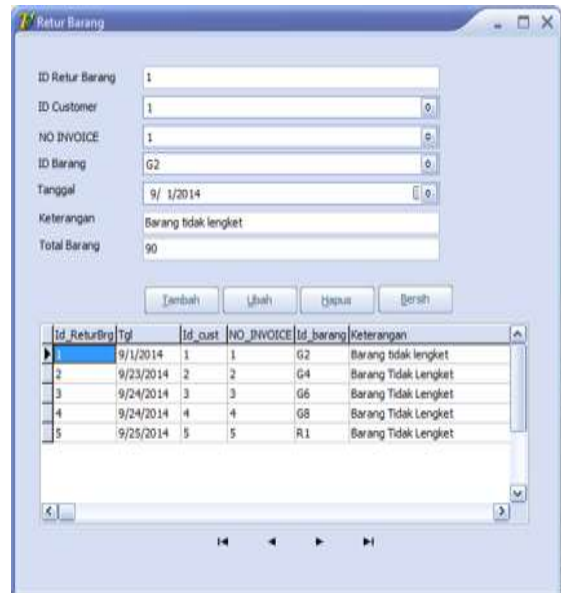 Retur Barang
ID Retur Barang 1
ID Customer 1
NO INVOICE 1
ID Barang G2
Tanggal 9/ 1/2014
Keterangan Barang tidak lengket
Total Barang 90
Tambah Ubah Hapus Bersih
Id_ReturBrg Tgl Id_cust NO_INVOICE Id_barang Keterangan
1 9/1/2014 1 1 G2 Barang tidak lengket
2 9/23/2014 2 2 G4 Barang Tidak Lengket
3 9/24/2014 3 3 G6 Barang Tidak Lengket
4 9/24/2014 4 4 G8 Barang Tidak Lengket
5 9/25/2014 5 5 R1 Barang Tidak Lengket